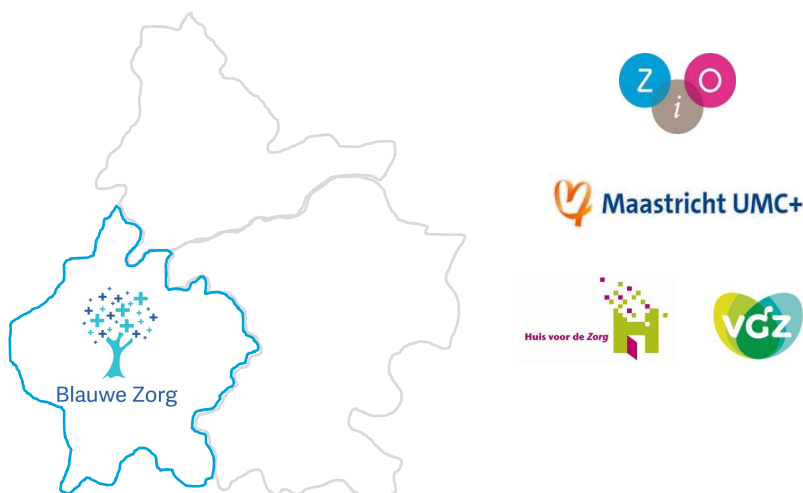 Z
O
i
Maastricht UMC+
Huis voor de Zorg
VGZ
Blauwe Zorg